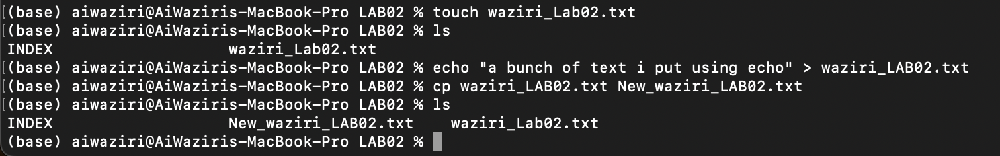 [(base) aiwaziri@AiWaziris-MacBook-Pro LAB02 % touch waziri_Lab02.txt
[(base) aiwaziri@AiWaziris-MacBook-Pro LAB02 % ls
INDEX waziri_Lab02.txt
[(base) aiwaziri@AiWaziris-MacBook-Pro LAB02 % echo "a bunch of text i put using echo" > waziri_LAB02.txt
[(base) aiwaziri@AiWaziris-MacBook-Pro LAB02 % cp waziri_LAB02.txt New_waziri_LAB02.txt
[(base) aiwaziri@AiWaziris-MacBook-Pro LAB02 % ls
INDEX New_waziri_LAB02.txt waziri_Lab02.txt
(base) aiwaziri@AiWaziris-MacBook-Pro LAB02 %